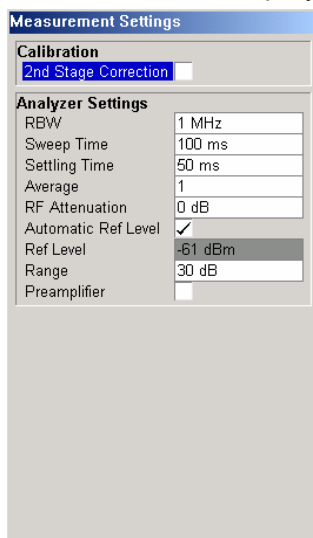 Measurement Settings
Calibration
2nd Stage Correction
Analyzer Settings
RBW 1 MHz
Sweep Time 100 ms
Settling Time 50 ms
Average 1
RF Attenuation 0 dB
Automatic Ref Level ✓
Ref Level -61 dBm
Range 30 dB
Preamplifier